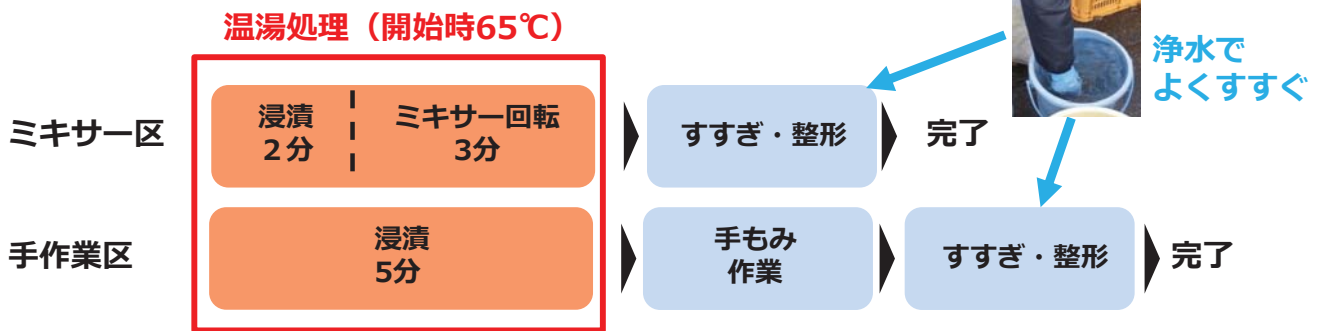 温湯処理（開始時65℃）
浄水で
よくすすぐ
ミキサー区
浸漬
２分
ミキサー回転
3分
すすぎ・整形
完了
手作業区
浸漬
5分
手もみ
作業
すすぎ・整形
完了